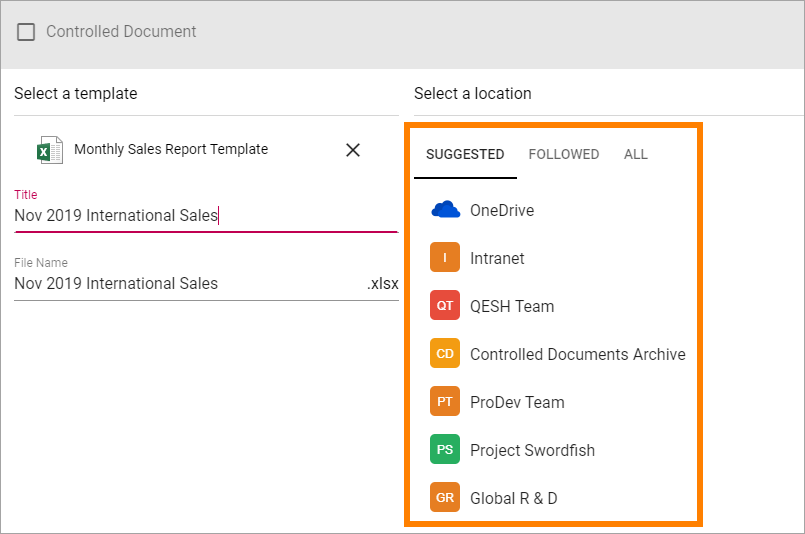 Controlled Document
Select a template
Monthly Sales Report Template
Title
Nov 2019 International Sales
File Name
Nov 2019 International Sales .xlsx
Select a location
SUGGESTED FOLLOWED ALL
OneDrive
I Intranet
QT QESH Team
CD Controlled Documents Archive
PT ProDev Team
PS Project Swordfish
GR Global R & D